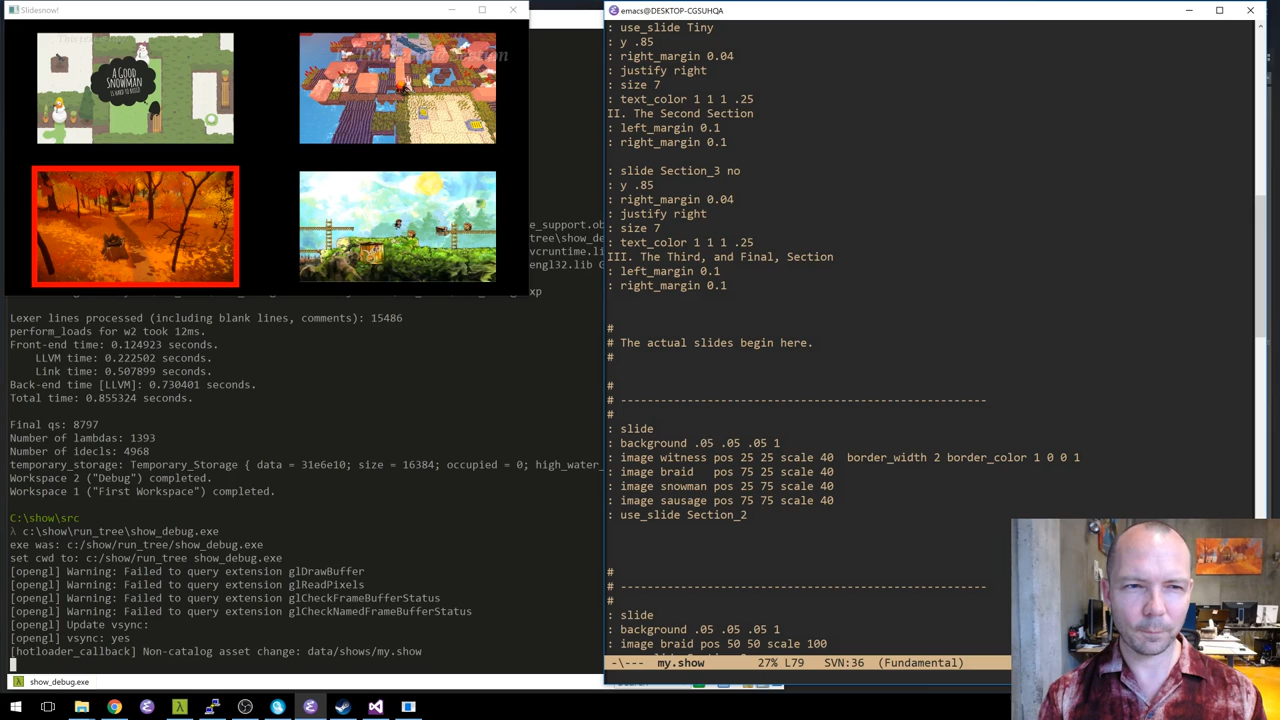 Slidesnow!
A GOOD
SNOWMAN
IS HARD TO BUILD
The Second Section
e_support.ob
tree\show_de
vcruntime.li
engl32.lib G
xp
Lexer lines processed (including blank lines, comments): 15486
perform_loads for w2 took 12ms.
Front-end time: 0.124923 seconds.
LLVM time: 0.222502 seconds.
Link time: 0.507899 seconds.
Back-end time [LLVM]: 0.730401 seconds.
Total time: 0.855324 seconds.
Final qs: 8797
Number of lambdas: 1393
Number of idecls: 4968
temporary_storage: Temporary_Storage { data = 31e6e10; size = 16384; occupied = 0; high_water_
Workspace 2 ("Debug") completed.
Workspace 1 ("First Workspace") completed.
C:\show\src
λ c:\show\run_tree\show_debug.exe
exe was: c:/show/run_tree/show_debug.exe
set cwd to: c:/show/run_tree show_debug.exe
[opengl] Warning: Failed to query extension glDrawBuffer
[opengl] Warning: Failed to query extension glReadPixels
[opengl] Warning: Failed to query extension glCheckFrameBufferStatus
[opengl] Warning: Failed to query extension glCheckNamedFrameBufferStatus
[opengl] Update vsync:
[opengl] vsync: yes
[hotloader_callback] Non-catalog asset change: data/shows/my.show
show_debug.exe
emacs@DESKTOP-CGSUHQA
: use_slide Tiny
: y .85
: right_margin 0.04
: justify right
: size 7
: text_color 1 1 1 .25
II. The Second Section
: left_margin 0.1
: right_margin 0.1
: slide Section_3 no
: y .85
: right_margin 0.04
: justify right
: size 7
: text_color 1 1 1 .25
III. The Third, and Final, Section
: left_margin 0.1
: right_margin 0.1
#
# The actual slides begin here.
#
#
# -------------------------------------------------------
#
: slide
: background .05 .05 .05 1
: image witness pos 25 25 scale 40  border_width 2 border_color 1 0 0 1
: image braid   pos 75 25 scale 40
: image snowman pos 25 75 scale 40
: image sausage pos 75 75 scale 40
: use_slide Section_2
#
# -------------------------------------------------------
#
: slide
: background .05 .05 .05 1
: image braid pos 50 50 scale 100
-\--- my.show 27% L79 SVN:36 (Fundamental)